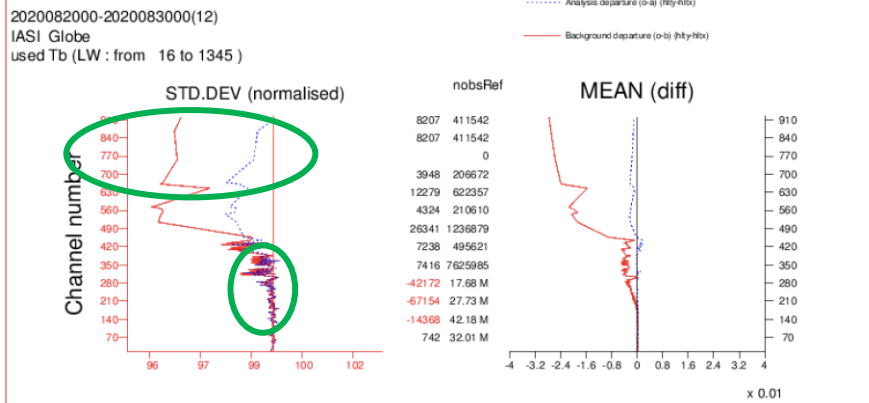 2020082000-2020083000(12)
IASI Globe
used Tb (LW : from 16 to 1345 )
Analysis departure (o-a) (hlty-hltx)
Background departure (o-b) (hlty-hltx)
STD.DEV (normalised)
nobsRef
MEAN (diff)
Channel number
840
770
700
630
560
490
420
350
280
210
140
70
96 97 99 100 102
8207 411542
8207 411542
0
3948 206672
12279 622357
4324 210610
26341 1236879
7238 495621
7416 7625985
-42172 17.68 M
-67154 27.73 M
-14368 42.18 M
742 32.01 M
910
840
770
700
630
560
490
420
350
280
210
140
70
-4 -3.2 -2.4 -1.6 -0.8 0 0.8 1.6 2.4 3.2 4
x 0.01